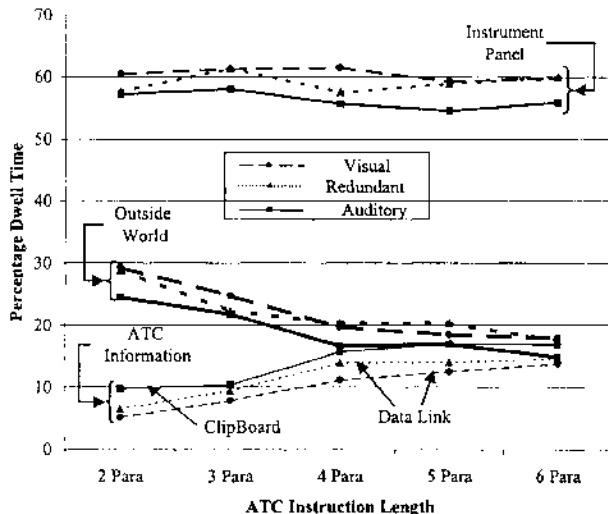 70
60
50
40
30
20
10
0
Percentage Dwell Time
Instrument
Panel
Visual
Redundant
Auditory
Outside
World
ATC
Information
ClipBoard
Data Link
2 Para
3 Para
4 Para
5 Para
6 Para
ATC Instruction Length